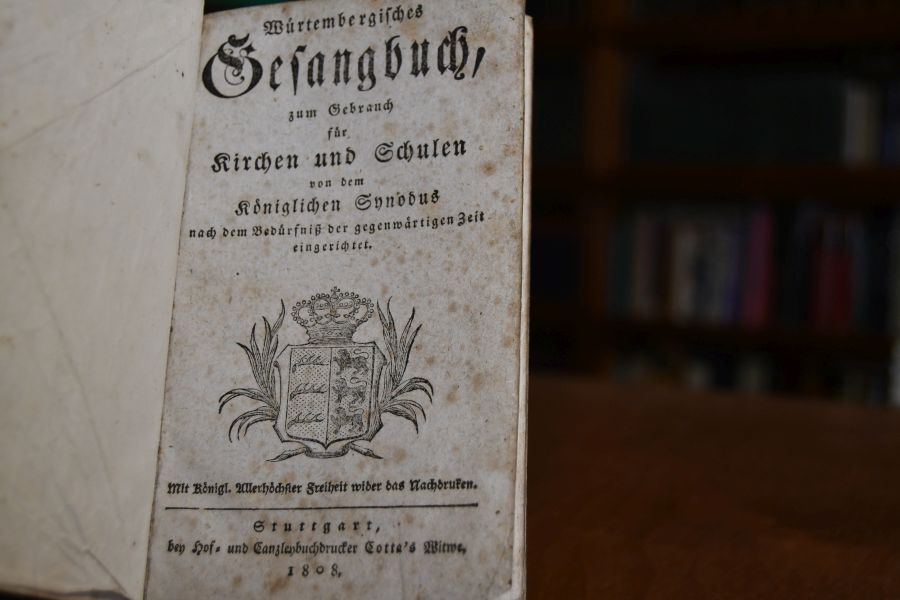 Würtembergisches
Gesangbuch,
zum Gebrauch
für
Kirchen und Schulen
von dem
Königlichen Synodus
nach dem Bedürfniß der gegenwärtigen Zeit
eingerichtet.
Mit Königl. Allerhöchster Freiheit wider das Nachdruken.
Stuttgart,
bey Hof- und Canzleybuchdrucker Cotta's Witwe,
1808.